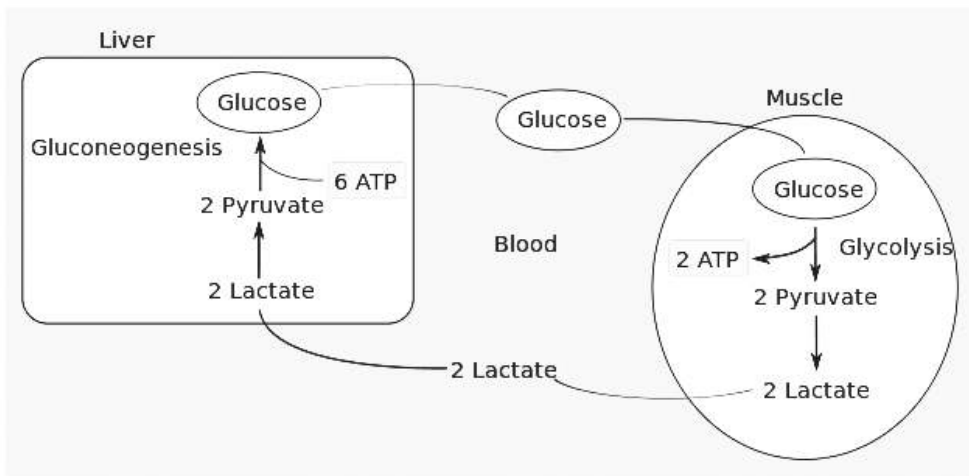 Liver
Glucose
Gluconeogenesis
6 ATP
2 Pyruvate
2 Lactate
Glucose
Blood
2 Lactate
Muscle
Glucose
2 ATP
Glycolysis
2 Pyruvate
2 Lactate